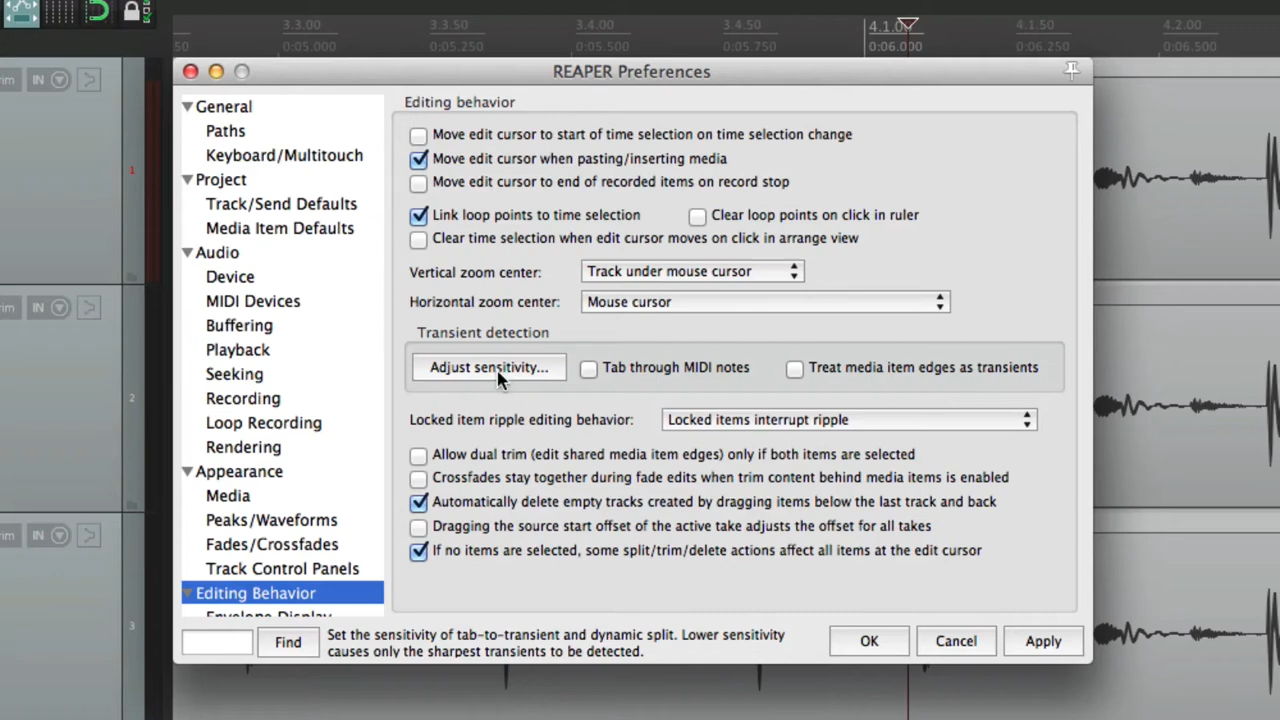 3.3.00 3.3.50 3.4.00 3.4.50 4.1.00 4.1.50 4.2.00
50 0:05.000 0:05.250 0:05.500 0:05.750 0:06.000 0:06.250 0:06.500
REAPER Preferences
rim IN
General
Paths
Keyboard/Multitouch
Project
Track/Send Defaults
Media Item Defaults
Audio
Device
MIDI Devices
Buffering
Playback
Seeking
Recording
Loop Recording
Rendering
Appearance
Media
Peaks/Waveforms
Fades/Crossfades
Track Control Panels
Editing Behavior
Envelope Display
Find
Editing behavior
Move edit cursor to start of time selection on time selection change
Move edit cursor when pasting/inserting media
Move edit cursor to end of recorded items on record stop
Link loop points to time selection Clear loop points on click in ruler
Clear time selection when edit cursor moves on click in arrange view
Vertical zoom center: Track under mouse cursor
Horizontal zoom center: Mouse cursor
Transient detection
Adjust sensitivity... Tab through MIDI notes Treat media item edges as transients
Locked item ripple editing behavior: Locked items interrupt ripple
Allow dual trim (edit shared media item edges) only if both items are selected
Crossfades stay together during fade edits when trim content behind media items is enabled
Automatically delete empty tracks created by dragging items below the last track and back
Dragging the source start offset of the active take adjusts the offset for all takes
If no items are selected, some split/trim/delete actions affect all items at the edit cursor
Set the sensitivity of tab-to-transient and dynamic split. Lower sensitivity
causes only the sharpest transients to be detected.
OK Cancel Apply
1
rim IN
2
rim IN
3